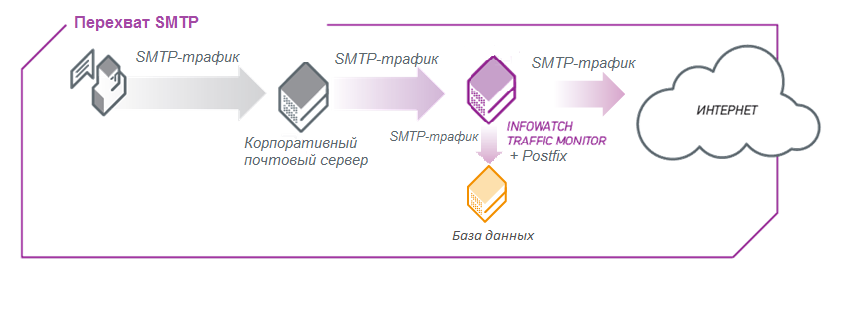 Перехват SMTP
SMTP-трафик
SMTP-трафик
SMTP-трафик
ИНТЕРНЕТ
Корпоративный
почтовый сервер
SMTP-трафик
INFOWATCH
TRAFFIC MONITOR
+ Postfix
База данных